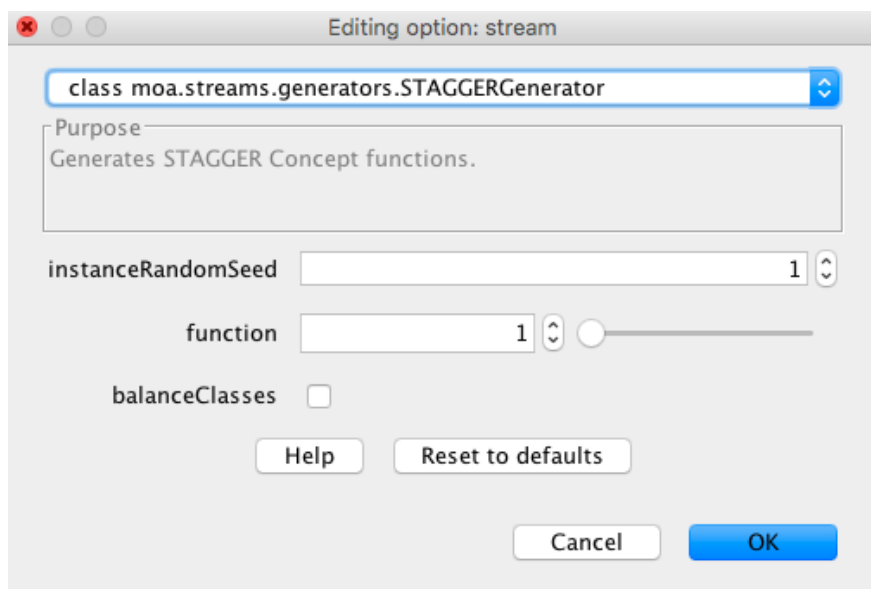 Editing option: stream
class moa.streams.generators.STAGGERGenerator
Purpose
Generates STAGGER Concept functions.
instanceRandomSeed 1
function 1
balanceClasses
Help Reset to defaults
Cancel OK